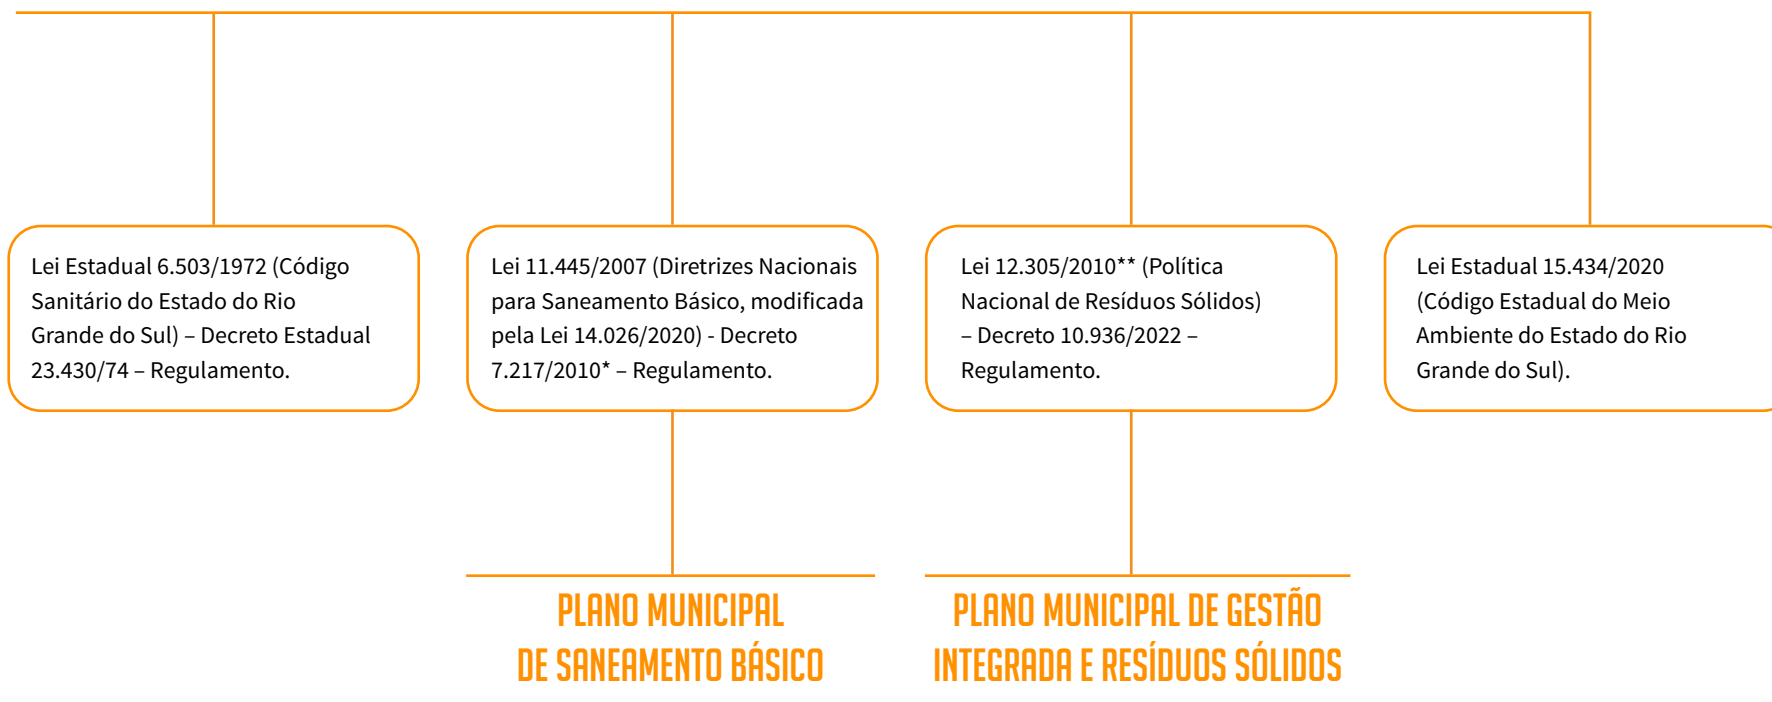 Lei Estadual 6.503/1972 (Código
Sanitário do Estado do Rio
Grande do Sul) – Decreto Estadual
23.430/74 – Regulamento.
Lei 11.445/2007 (Diretrizes Nacionais
para Saneamento Básico, modificada
pela Lei 14.026/2020) - Decreto
7.217/2010* – Regulamento.
Lei 12.305/2010** (Política
Nacional de Resíduos Sólidos)
– Decreto 10.936/2022 –
Regulamento.
Lei Estadual 15.434/2020
(Código Estadual do Meio
Ambiente do Estado do Rio
Grande do Sul).
PLANO MUNICIPAL
DE SANEAMENTO BÁSICO
PLANO MUNICIPAL DE GESTÃO
INTEGRADA E RESÍDUOS SÓLIDOS